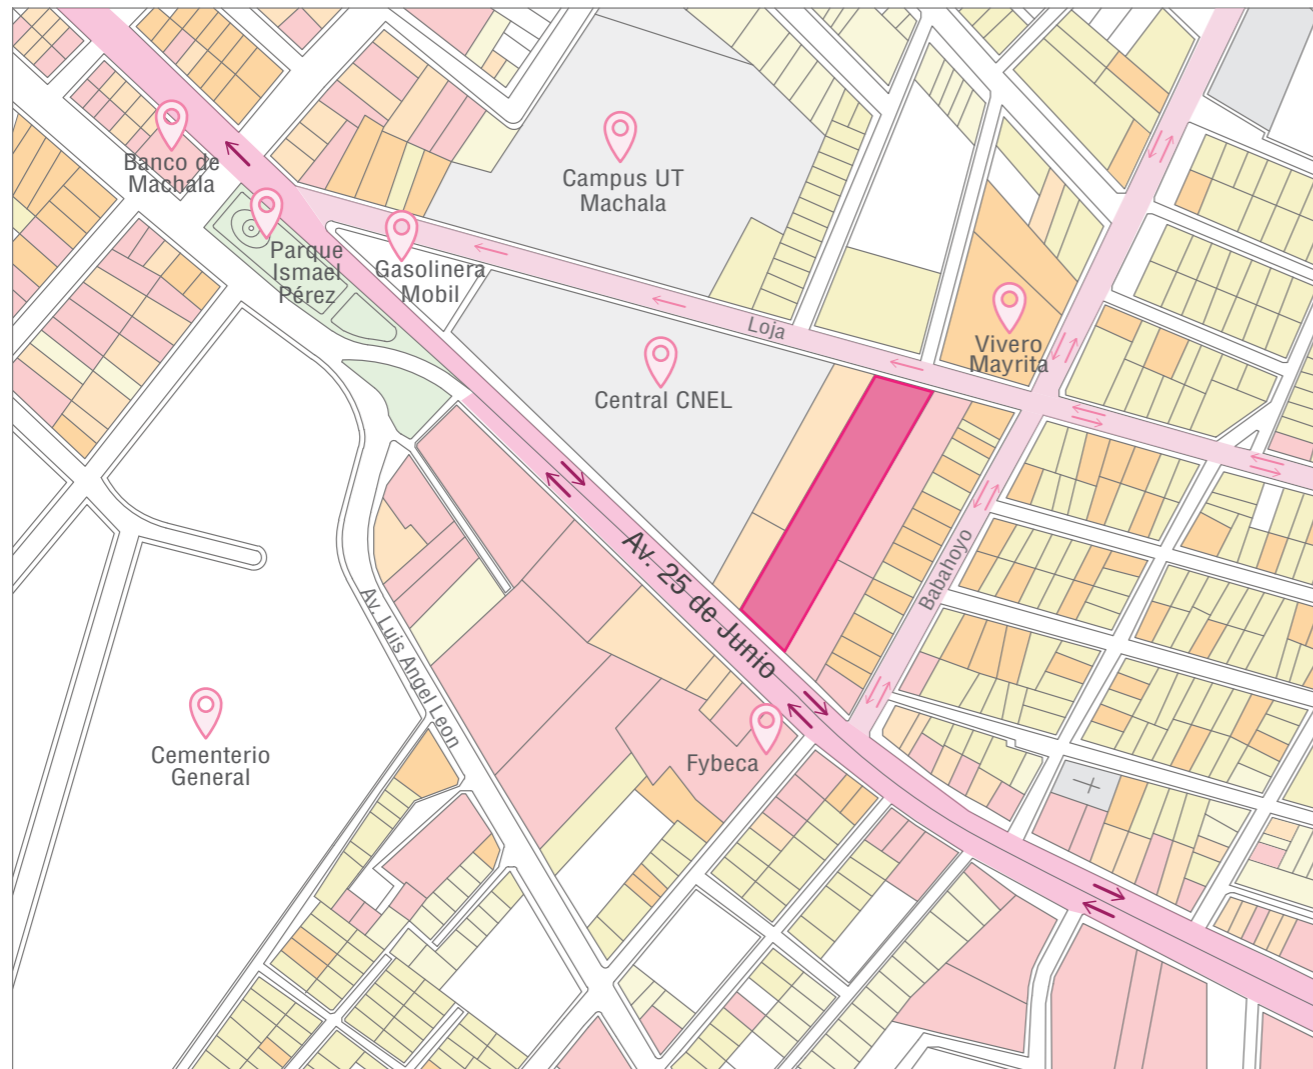 Banco de
Machala
Parque
Ismael
Pérez
Gasolinera
Mobil
Campus UT
Machala
Loja
Vivero
Mayrita
Central CNEL
Av. 25 de Junio
Babahoyo
Av. Luis Angel Leon
Cementerio
General
Fybeca